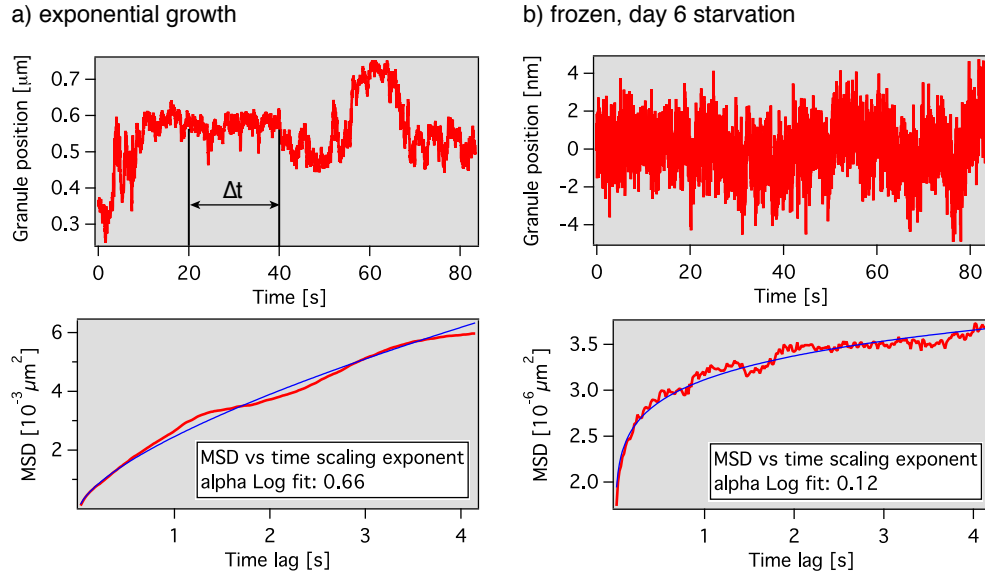 a) exponential growth
Granule position [μm]
0.7
0.6
0.5
0.4
0.3
Δt
0 20 40 60 80
Time [s]
MSD [10⁻³ μm²]
6
4
2
MSD vs time scaling exponent
alpha Log fit: 0.66
1 2 3 4
Time lag [s]
b) frozen, day 6 starvation
Granule position [nm]
4
2
0
-2
-4
0 20 40 60 80
Time [s]
MSD [10⁻⁶ μm²]
3.5
3.0
2.5
2.0
MSD vs time scaling exponent
alpha Log fit: 0.12
1 2 3 4
Time lag [s]